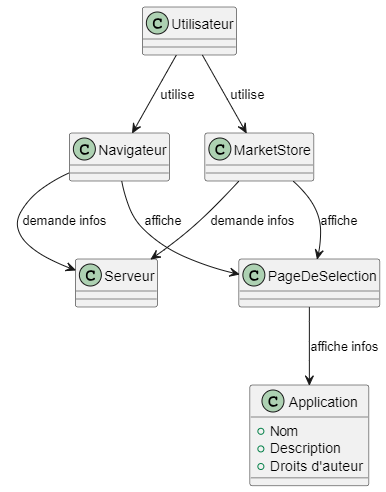 C Utilisateur
utilise
utilise
C Navigateur
C MarketStore
demande infos
affiche
demande infos
affiche
C Serveur
C PageDeSelection
affiche infos
C Application
Nom
Description
Droits d'auteur